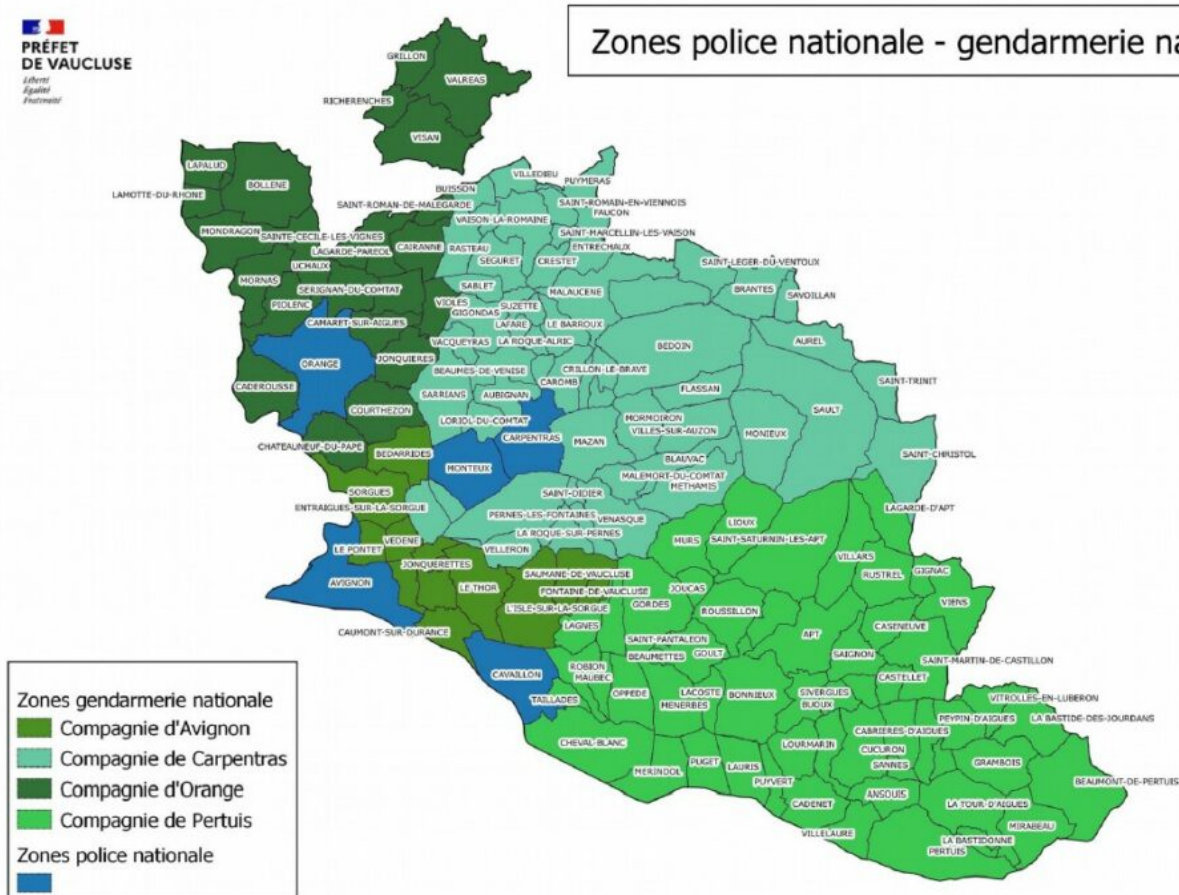 PRÉFET
DE VAUCLUSE
Liberté
Égalité
Fraternité
Zones police nationale - gendarmerie na
GRILLON
VALREAS
RICHERENCHES
VISAN
LAPALUD
BOLLENE
LAMOTTE-DU-RHONE
VILLEDIEU
PUYMERAS
BUISSON
SAINT-ROMAN-DE-MALEGARDE
SAINT-ROMAIN-EN-VIENNOIS
FAUCON
VAISON-LA-ROMAINE
MONDRAGON
SAINTE-CECILE-LES-VIGNES
SAINT-MARCELLIN-LES-VAISON
LAGARDE-PAREOL
CAIRANNE
RASTEAU
ENTRECHAUX
UCHAUX
SEGURET
CRESTET
SAINT-LEGER-DU-VENTOUX
MORNAS
SERIGNAN-DU-COMTAT
SABLET
MALAUCENE
BRANTES
SAVOILLAN
PIOLENC
VIOLES
GIGONDAS
SUZETTE
CAMARET-SUR-AIGUES
LAFARE
LE BARROUX
VACQUEYRAS
LA ROQUE-ALRIC
BEDOIN
AUREL
ORANGE
JONQUIERES
BEAUMES-DE-VENISE
CRILLON-LE-BRAVE
CADEROUSSE
CAROMB
FLASSAN
SAINT-TRINIT
SARRIANS
AUBIGNAN
COURTHEZON
LORIOL-DU-COMTAT
MORMOIRON
SAULT
CARPENTRAS
MAZAN
VILLES-SUR-AUZON
MONIEUX
CHATEAUNEUF-DU-PAPE
BEDARRIDES
MONTEUX
BLAUVAC
SAINT-CHRISTOL
MALEMORT-DU-COMTAT
METHAMIS
SORGUES
SAINT-DIDIER
ENTRAIGUES-SUR-LA-SORGUE
PERNES-LES-FONTAINES
VENASQUE
LAGARDE-D'APT
LA ROQUE-SUR-PERNES
LIOUX
VEDENE
LE PONTET
VELLERON
MURS
SAINT-SATURNIN-LES-APT
JONQUERETTES
VILLARS
SAUMANE-DE-VAUCLUSE
RUSTREL
GIGNAC
AVIGNON
LE THOR
FONTAINE-DE-VAUCLUSE
JOUCAS
L'ISLE-SUR-LA-SORGUE
GORDES
ROUSSILLON
VIENS
LAGNES
CASENEUVE
CAUMONT-SUR-DURANCE
SAINT-PANTALEON
APT
BEAUMETTES
GOULT
SAIGNON
SAINT-MARTIN-DE-CASTILLON
CAVAILLON
ROBION
MAUBEC
CASTELLET
TAILLADES
OPPEDE
LACOSTE
MENERBES
BONNIEUX
SIVERGUES
BUOUX
VITROLLES-EN-LUBERON
PEYPIN-D'AIGUES
LA BASTIDE-DES-JOURDANS
CABRIERES-D'AIGUES
CHEVAL-BLANC
LOURMARIN
CUCURON
SANNES
GRAMBOIS
MERINDOL
PUGET
LAURIS
PUYVERT
BEAUMONT-DE-PERTUIS
ANSOUIS
CADENET
LA TOUR-D'AIGUES
MIRABEAU
VILLELAURE
LA BASTIDONNE
PERTUIS
Zones gendarmerie nationale
Compagnie d'Avignon
Compagnie de Carpentras
Compagnie d'Orange
Compagnie de Pertuis
Zones police nationale